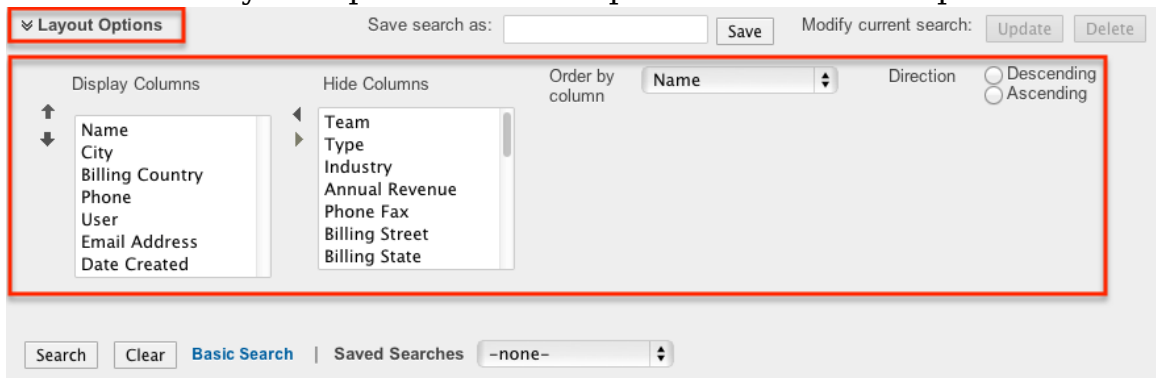 Layout Options Save search as: Save Modify current search: Update Delete
Display Columns Hide Columns Order by column Name Direction Descending
Ascending
Name
City
Billing Country
Phone
User
Email Address
Date Created
Team
Type
Industry
Annual Revenue
Phone Fax
Billing Street
Billing State
Search Clear Basic Search | Saved Searches -none-